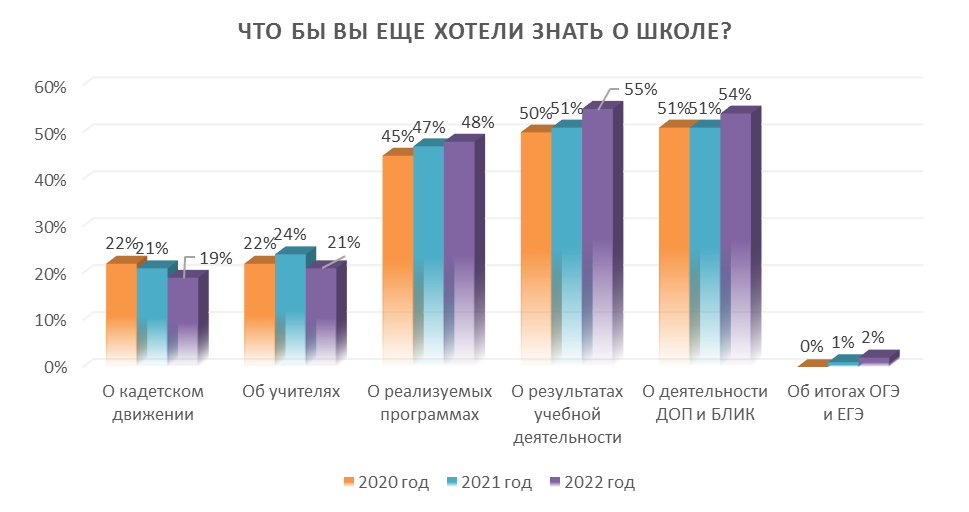 ЧТО БЫ ВЫ ЕЩЕ ХОТЕЛИ ЗНАТЬ О ШКОЛЕ?
60%
50%
40%
30%
20%
10%
0%
22%
21%
19%
22%
24%
21%
45%
47%
48%
50%
51%
55%
51%
51%
54%
0%
1%
2%
О кадетском
движении
Об учителях
О реализуемых
программах
О результатах
учебной
деятельности
О деятельности
ДОП и БЛИК
Об итогах ОГЭ
и ЕГЭ
2020 год
2021 год
2022 год